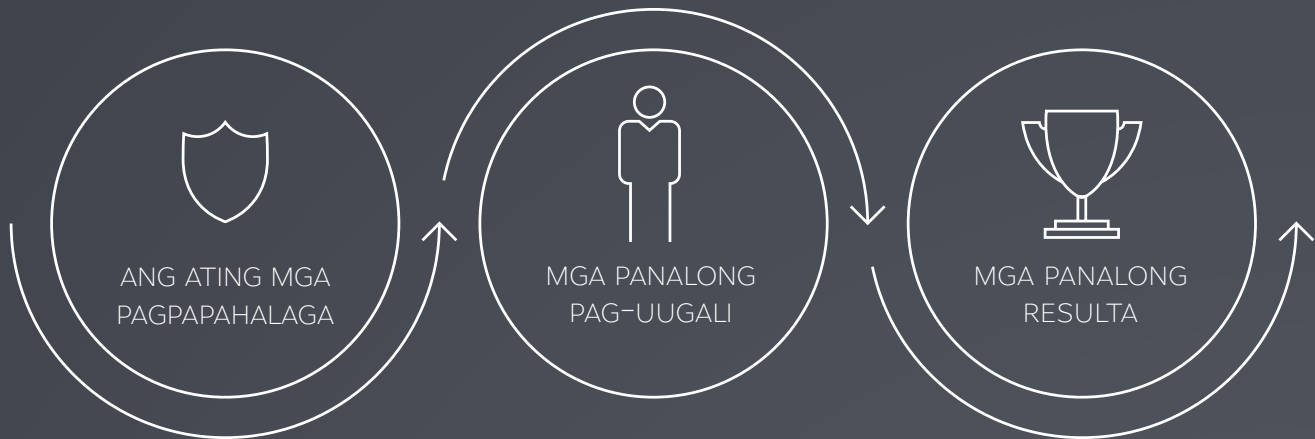 ANG ATING MGA
PAGPAPAHALAGA
MGA PANALONG
PAG-UUGALI
MGA PANALONG
RESULTA